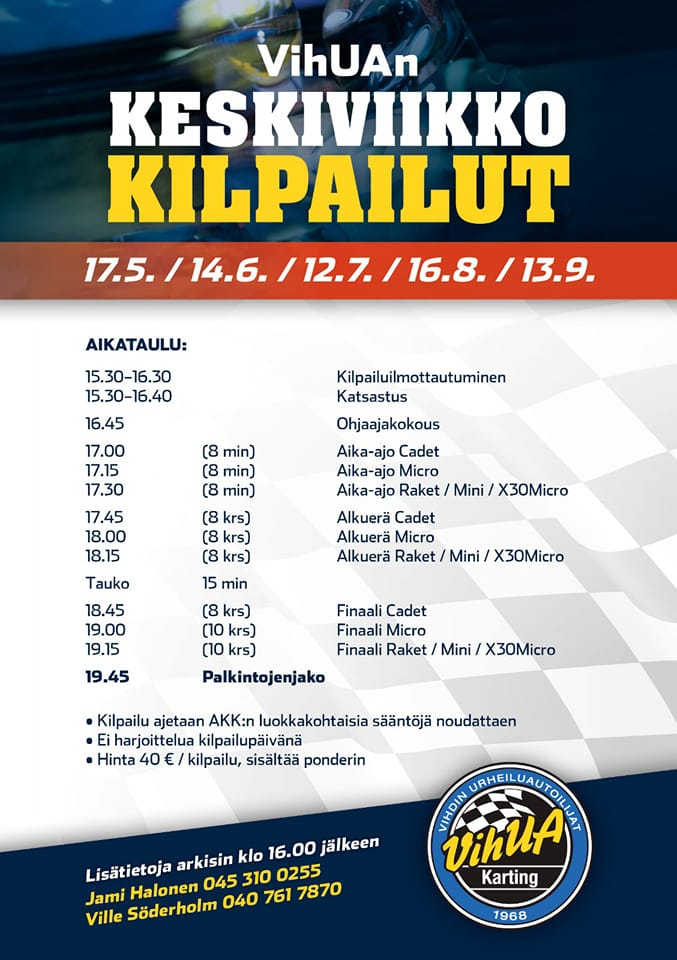 VihUAn
KESKIVIIKKO
KILPAILUT
17.5. / 14.6. / 12.7. / 16.8. / 13.9.
AIKATAULU:
15.30–16.30 Kilpailuilmottautuminen
15.30–16.40 Katsastus
16.45 Ohjaajakokous
17.00 (8 min) Aika-ajo Cadet
17.15 (8 min) Aika-ajo Micro
17.30 (8 min) Aika-ajo Raket / Mini / X30Micro
17.45 (8 krs) Alkuerä Cadet
18.00 (8 krs) Alkuerä Micro
18.15 (8 krs) Alkuerä Raket / Mini / X30Micro
Tauko 15 min
18.45 (8 krs) Finaali Cadet
19.00 (10 krs) Finaali Micro
19.15 (10 krs) Finaali Raket / Mini / X30Micro
19.45 Palkintojenjako
• Kilpailu ajetaan AKK:n luokkakohtaisia sääntöjä noudattaen
• Ei harjoittelua kilpailupäivänä
• Hinta 40 € / kilpailu, sisältää ponderin
Lisätietoja arkisin klo 16.00 jälkeen
Jami Halonen 045 310 0255
Ville Söderholm 040 761 7870
VIHDIN URHEILUAUTOILIJAT
VihUA
Karting
1968